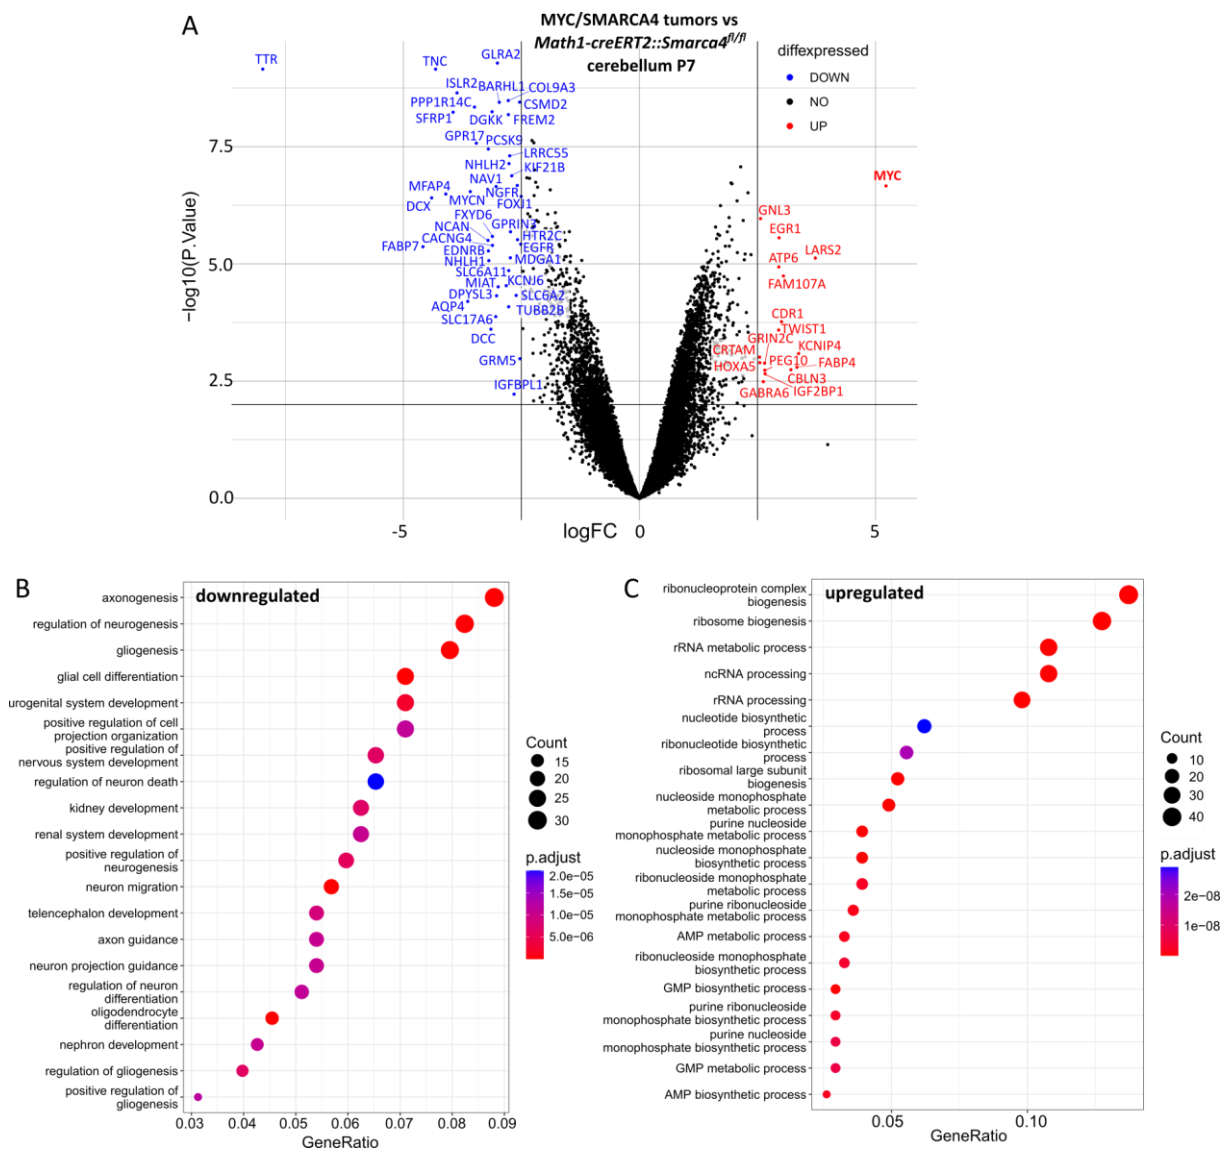 A
MYC/SMARCA4 tumors vs
Math1-creERT2::Smarca4fl/fl
cerebellum P7
diffexpressed
DOWN
NO
UP
TTR
TNC
GLRA2
ISLR2
BARHL1
COL9A3
PPP1R14C
CSMD2
SFRP1
DGKK
FREM2
GPR17
PCSK9
LRRC55
NHLH2
KIF21B
NAV1
MFAP4
NGFR
DCX
MYCN
FOXJ1
FXYD6
NCAN
GPRIN2
CACNG4
HTR2C
FABP7
EDNRB
EGFR
NHLH1
MDGA1
SLC6A11
MIAT
KCNJ6
DPYSL3
SLC6A2
AQP4
TUBB2B
SLC17A6
DCC
GRM5
IGFBPL1
MYC
GNL3
EGR1
LARS2
ATP6
FAM107A
CDR1
TWIST1
GRIN2C
KCNIP4
CRTAM
PEG10
FABP4
HOXA5
CBLN3
GABRA6
IGF2BP1
−log10(P.Value)
7.5
5.0
2.5
0.0
-5
logFC
0
5
B
downregulated
axonogenesis
regulation of neurogenesis
gliogenesis
glial cell differentiation
urogenital system development
positive regulation of cell
projection organization
positive regulation of
nervous system development
regulation of neuron death
kidney development
renal system development
positive regulation of
neurogenesis
neuron migration
telencephalon development
axon guidance
neuron projection guidance
regulation of neuron
differentiation
oligodendrocyte
differentiation
nephron development
regulation of gliogenesis
positive regulation of
gliogenesis
0.03 0.04 0.05 0.06 0.07 0.08 0.09
GeneRatio
Count
15
20
25
30
p.adjust
2.0e-05
1.5e-05
1.0e-05
5.0e-06
C
upregulated
ribonucleoprotein complex
biogenesis
ribosome biogenesis
rRNA metabolic process
ncRNA processing
rRNA processing
nucleotide biosynthetic
process
ribonucleotide biosynthetic
process
ribosomal large subunit
biogenesis
nucleoside monophosphate
metabolic process
purine nucleoside
monophosphate metabolic process
nucleoside monophosphate
biosynthetic process
ribonucleoside monophosphate
metabolic process
purine ribonucleoside
monophosphate metabolic process
AMP metabolic process
ribonucleoside monophosphate
biosynthetic process
GMP biosynthetic process
purine ribonucleoside
monophosphate biosynthetic process
purine nucleoside
monophosphate biosynthetic process
GMP metabolic process
AMP biosynthetic process
0.05 0.10
GeneRatio
Count
10
20
30
40
p.adjust
2e-08
1e-08